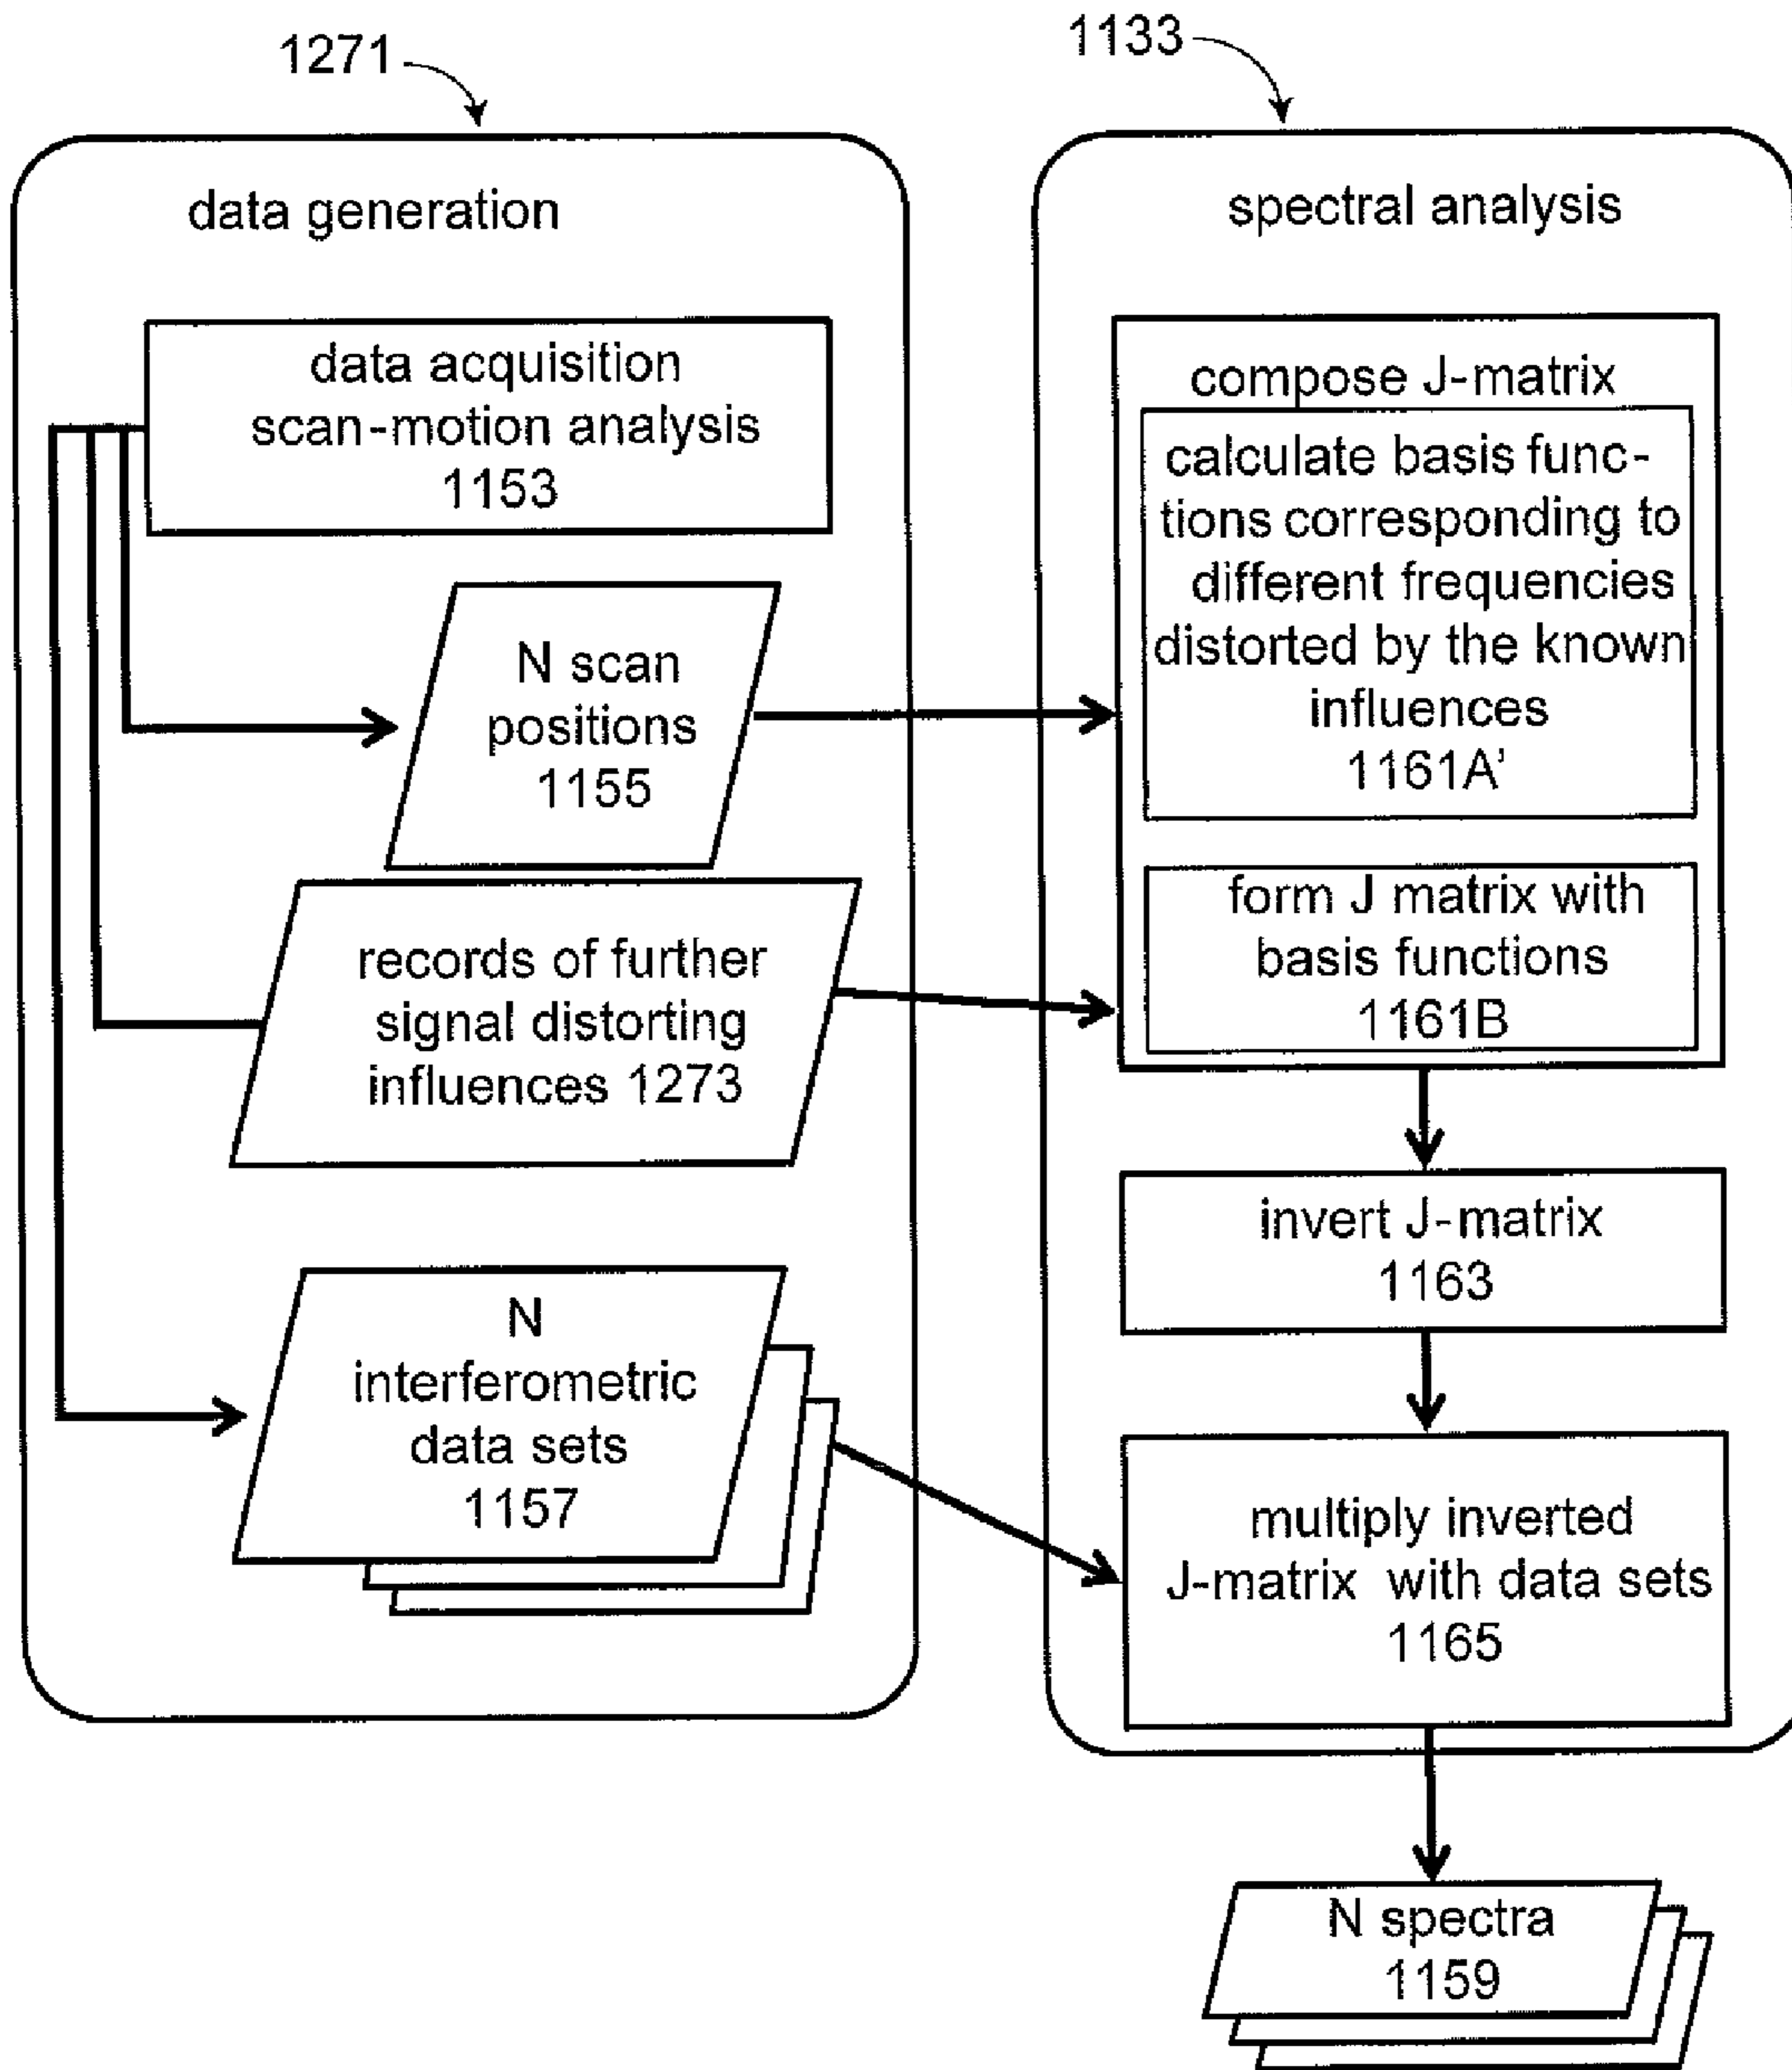 1271
1133
data generation
data acquisition
scan-motion analysis
1153
N scan
positions
1155
records of further
signal distorting
influences 1273
N
interferometric
data sets
1157
spectral analysis
compose J-matrix
calculate basis func-
tions corresponding to
different frequencies
distorted by the known
influences
1161A'
form J matrix with
basis functions
1161B
invert J-matrix
1163
multiply inverted
J-matrix with data sets
1165
N spectra
1159